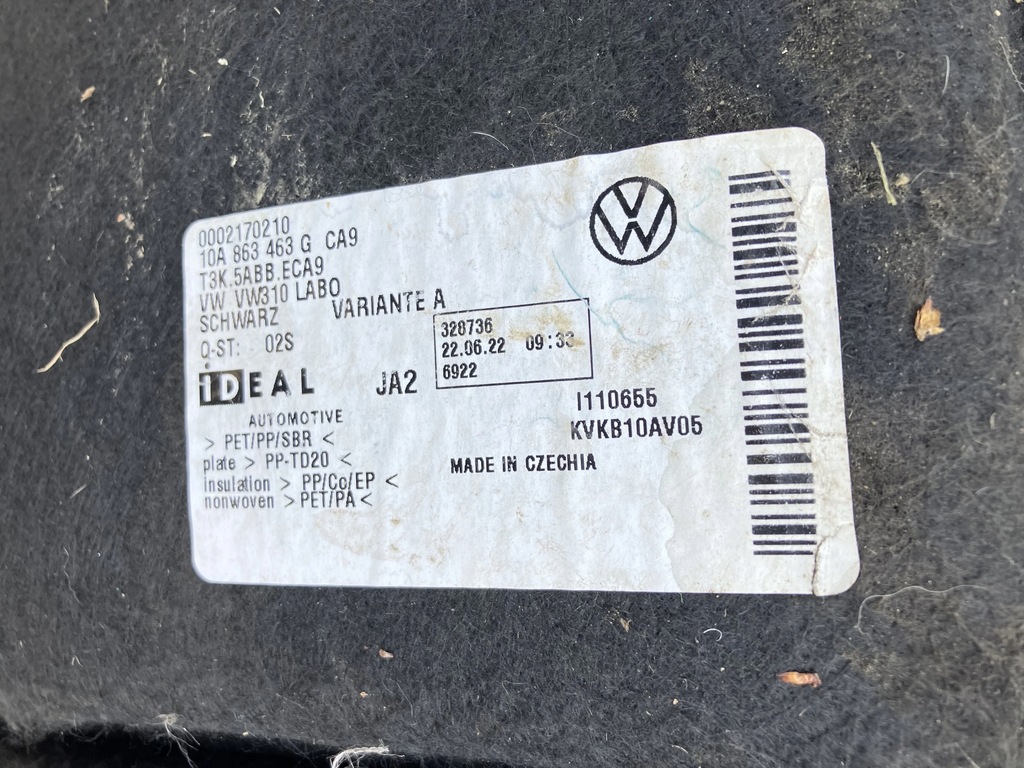 0002170210
10A 863 463 G CA9
T3K.5ABB.ECA9
VW VW310 LABO
SCHWARZ VARIANTE A
Q-ST: 02S
328736
22.06.22 09:33
6922
iDEAL JA2
AUTOMOTIVE
I110655
KVKB10AV05
> PET/PP/SBR <
plate > PP-TD20 <
insulation > PP/Co/EP <
nonwoven > PET/PA <
MADE IN CZECHIA
VW